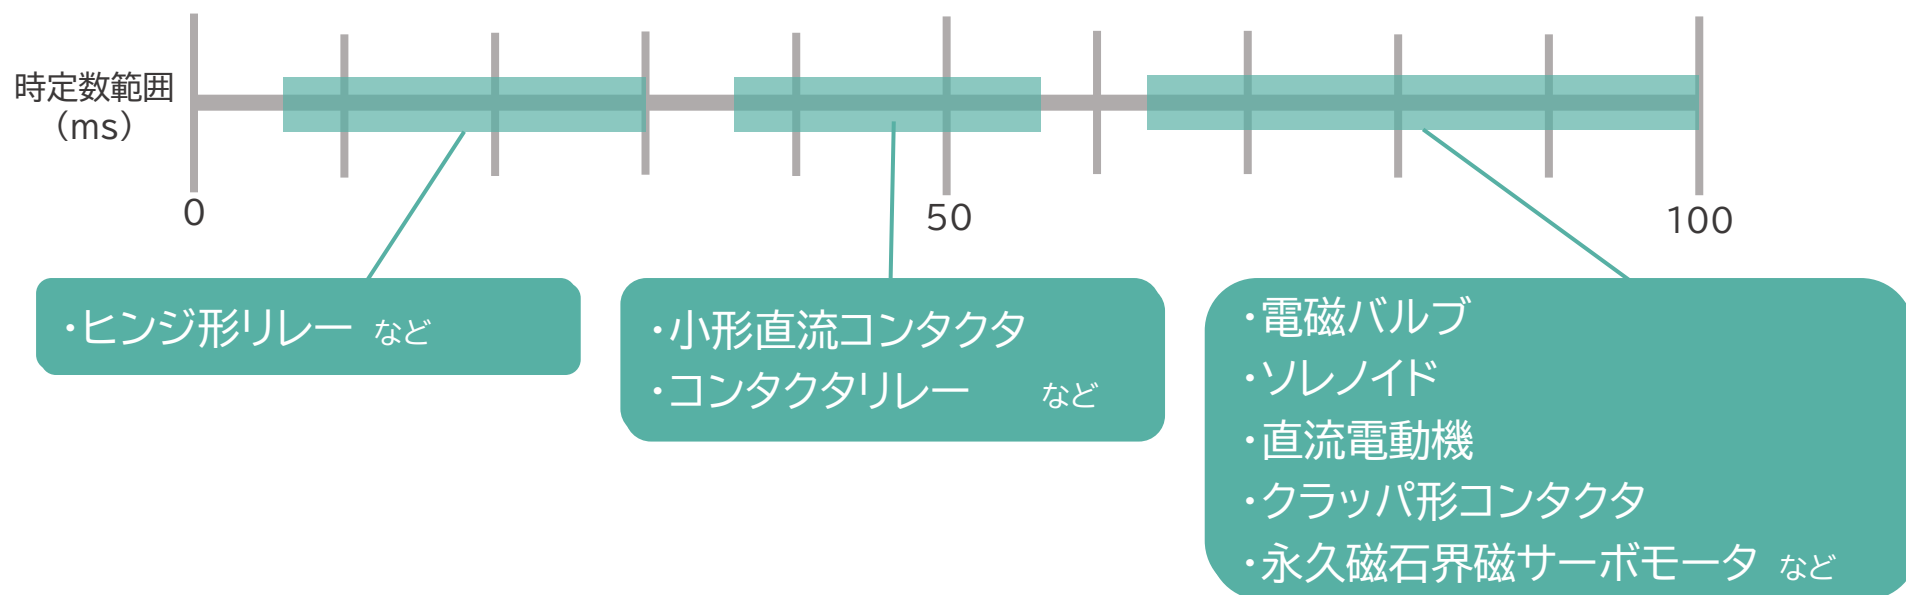 時定数範囲
(ms)
0
50
100
・ヒンジ形リレー など
・小形直流コンタクタ
・コンタクタリレー など
・電磁バルブ
・ソレノイド
・直流電動機
・クラッパ形コンタクタ
・永久磁石界磁サーボモータ など